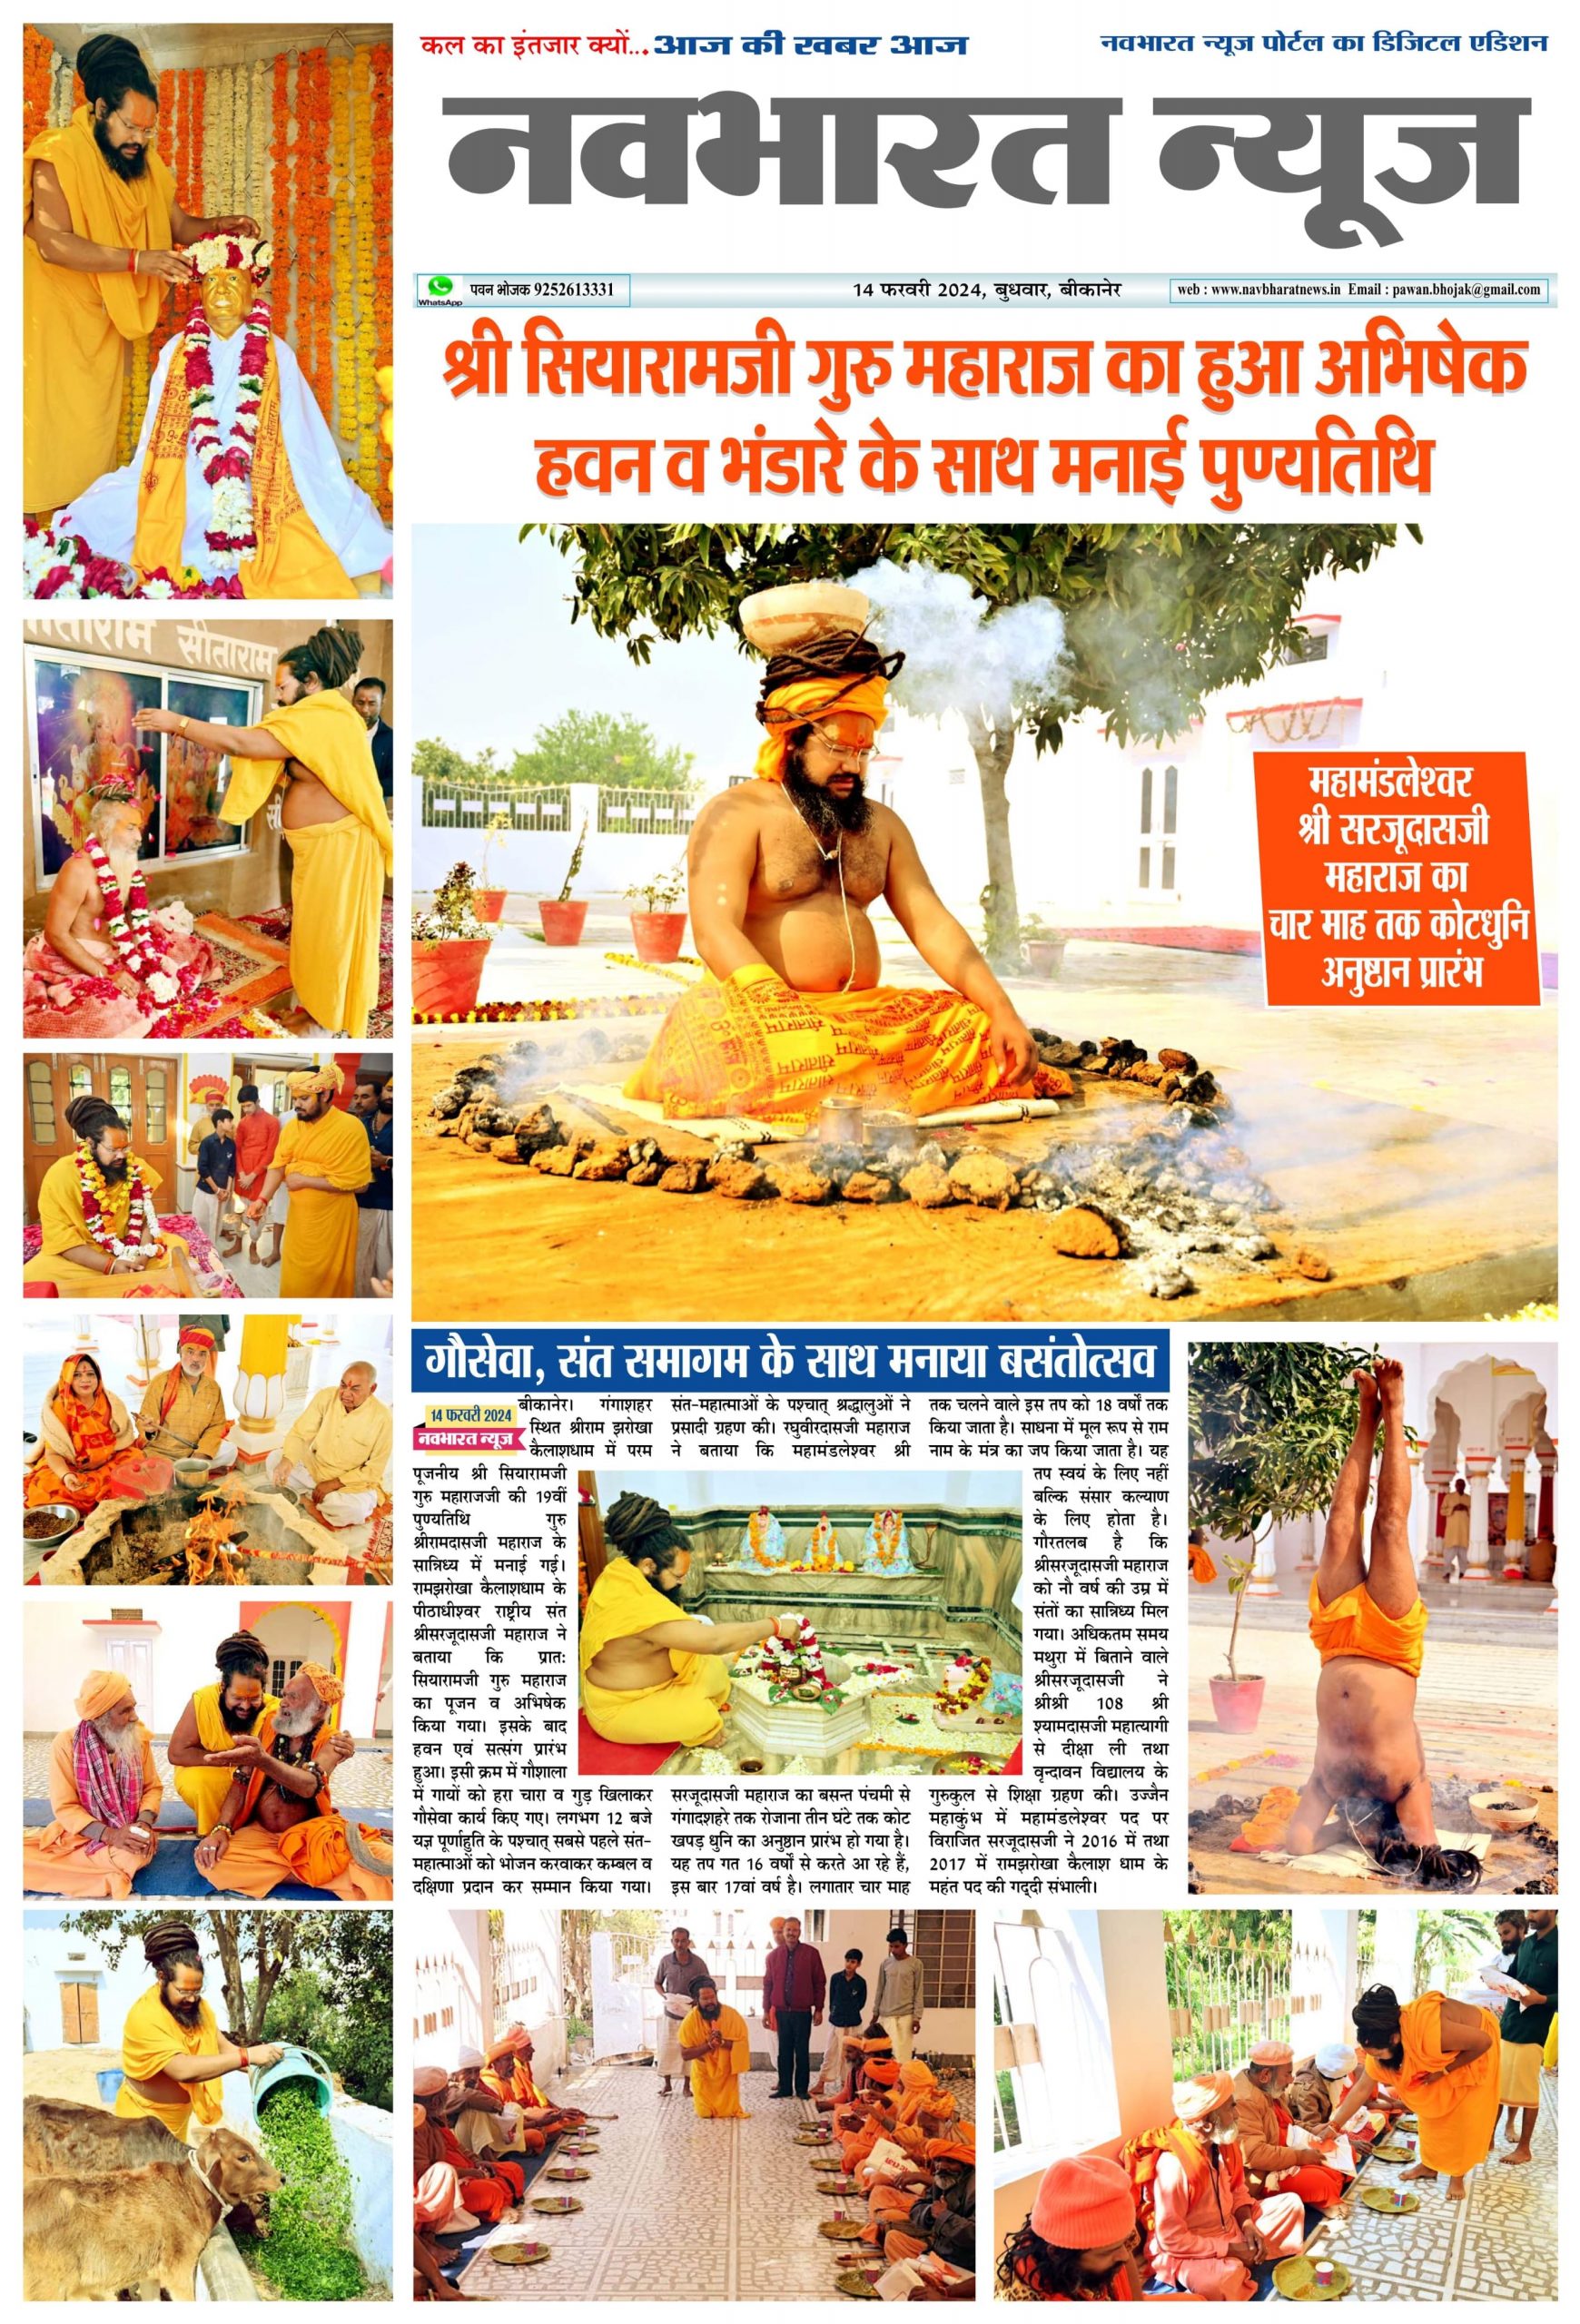 कल का इंतजार क्यों... आज की खबर आज
नवभारत न्यूज पोर्टल का डिजिटल एडिशन
नवभारत न्यूज
WhatsApp
पवन भोजक 9252613331
14 फरवरी 2024, बुधवार, बीकानेर
web : www.navbharatnews.in Email : pawan.bhojak@gmail.com
श्री सियारामजी गुरु महाराज का हुआ अभिषेक
हवन व भंडारे के साथ मनाई पुण्यतिथि
सीताराम
महामंडलेश्वर
श्री सरजूदासजी
महाराज का
चार माह तक कोटधुनि
अनुष्ठान प्रारंभ
गौसेवा, संत समागम के साथ मनाया बसंतोत्सव
14 फरवरी 2024
नवभारत न्यूज
बीकानेर। गंगाशहर
स्थित श्रीराम झरोखा
कैलाशधाम में परम
पूजनीय श्री सियारामजी
गुरु महाराजजी की 19वीं
पुण्यतिथि गुरु
श्रीरामदासजी महाराज के
सान्निध्य में मनाई गई।
रामझरोखा कैलाशधाम के
पीठाधीश्वर राष्ट्रीय संत
श्रीसरजूदासजी महाराज ने
बताया कि प्रातः
सियारामजी गुरु महाराज
का पूजन व अभिषेक
किया गया। इसके बाद
हवन एवं सत्संग प्रारंभ
हुआ। इसी क्रम में गौशाला
में गायों को हरा चारा व गुड़ खिलाकर
गौसेवा कार्य किए गए। लगभग 12 बजे
यज्ञ पूर्णाहुति के पश्चात् सबसे पहले संत-
महात्माओं को भोजन करवाकर कम्बल व
दक्षिणा प्रदान कर सम्मान किया गया।
संत-महात्माओं के पश्चात् श्रद्धालुओं ने
प्रसादी ग्रहण की। रघुवीरदासजी महाराज
ने बताया कि महामंडलेश्वर श्री
सरजूदासजी महाराज का बसन्त पंचमी से
गंगादशहरे तक रोजाना तीन घंटे तक कोट
खपड़ धुनि का अनुष्ठान प्रारंभ हो गया है।
यह तप गत 16 वर्षों से करते आ रहे हैं,
इस बार 17वां वर्ष है। लगातार चार माह
तक चलने वाले इस तप को 18 वर्षों तक
किया जाता है। साधना में मूल रूप से राम
नाम के मंत्र का जप किया जाता है। यह
तप स्वयं के लिए नहीं
बल्कि संसार कल्याण
के लिए होता है।
गौरतलब है कि
श्रीसरजूदासजी महाराज
को नौ वर्ष की उम्र में
संतों का सान्निध्य मिल
गया। अधिकतम समय
मथुरा में बिताने वाले
श्रीसरजूदासजी ने
श्रीश्री 108 श्री
श्यामदासजी महात्यागी
से दीक्षा ली तथा
वृन्दावन विद्यालय के
गुरुकुल से शिक्षा ग्रहण की। उज्जैन
महाकुंभ में महामंडलेश्वर पद पर
विराजित सरजूदासजी ने 2016 में तथा
2017 में रामझरोखा कैलाश धाम के
महंत पद की गद्दी संभाली।